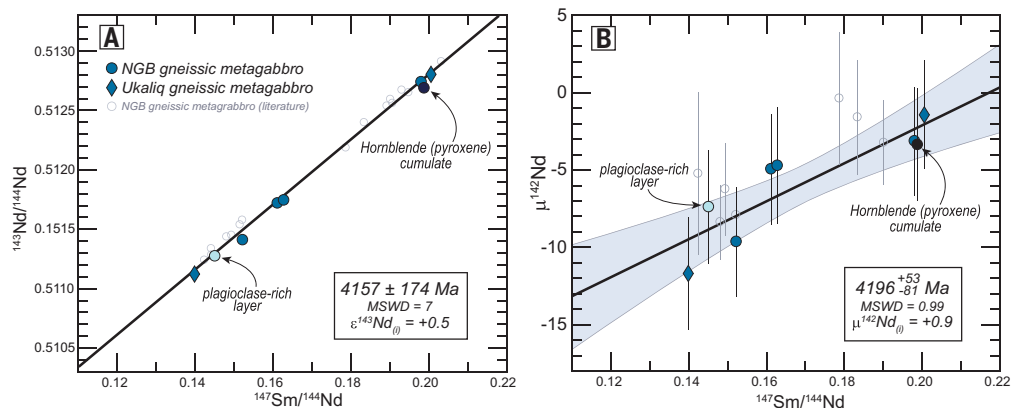 A
0.5130
0.5125
0.5120
0.5115
0.5110
0.5105
¹⁴³Nd/¹⁴⁴Nd
NGB gneissic metagabbro
Ukaliq gneissic metagabbro
NGB gneissic metagrabbro (literature)
Hornblende (pyroxene)
cumulate
plagioclase-rich
layer
4157 ± 174 Ma
MSWD = 7
ε¹⁴³Nd(i) = +0.5
0.12 0.14 0.16 0.18 0.20 0.22
¹⁴⁷Sm/¹⁴⁴Nd
B
5
0
-5
-10
-15
μ¹⁴²Nd
plagioclase-rich
layer
Hornblende (pyroxene)
cumulate
4196 +53 -81 Ma
MSWD = 0.99
μ¹⁴²Nd(i) = +0.9
0.12 0.14 0.16 0.18 0.20 0.22
¹⁴⁷Sm/¹⁴⁴Nd